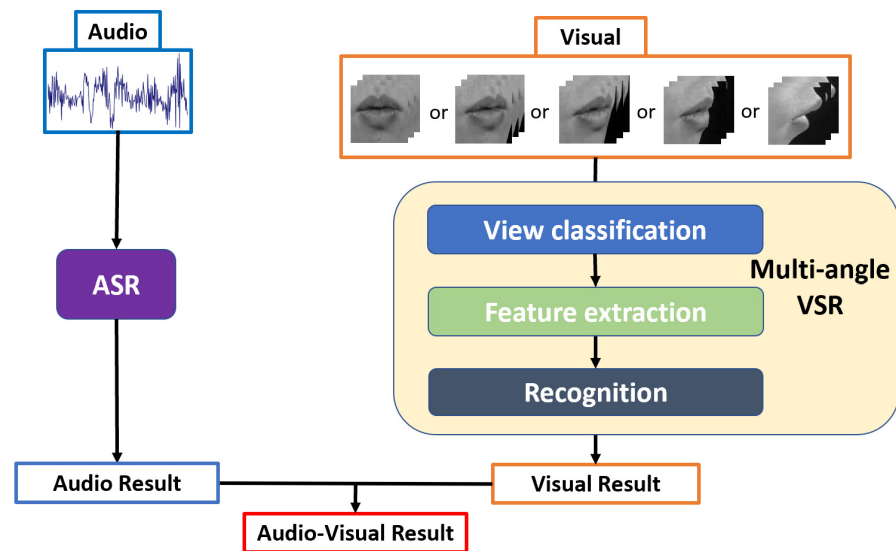 Audio
Visual
or or or or
ASR
View classification
Feature extraction
Recognition
Multi-angle
VSR
Audio Result
Visual Result
Audio-Visual Result